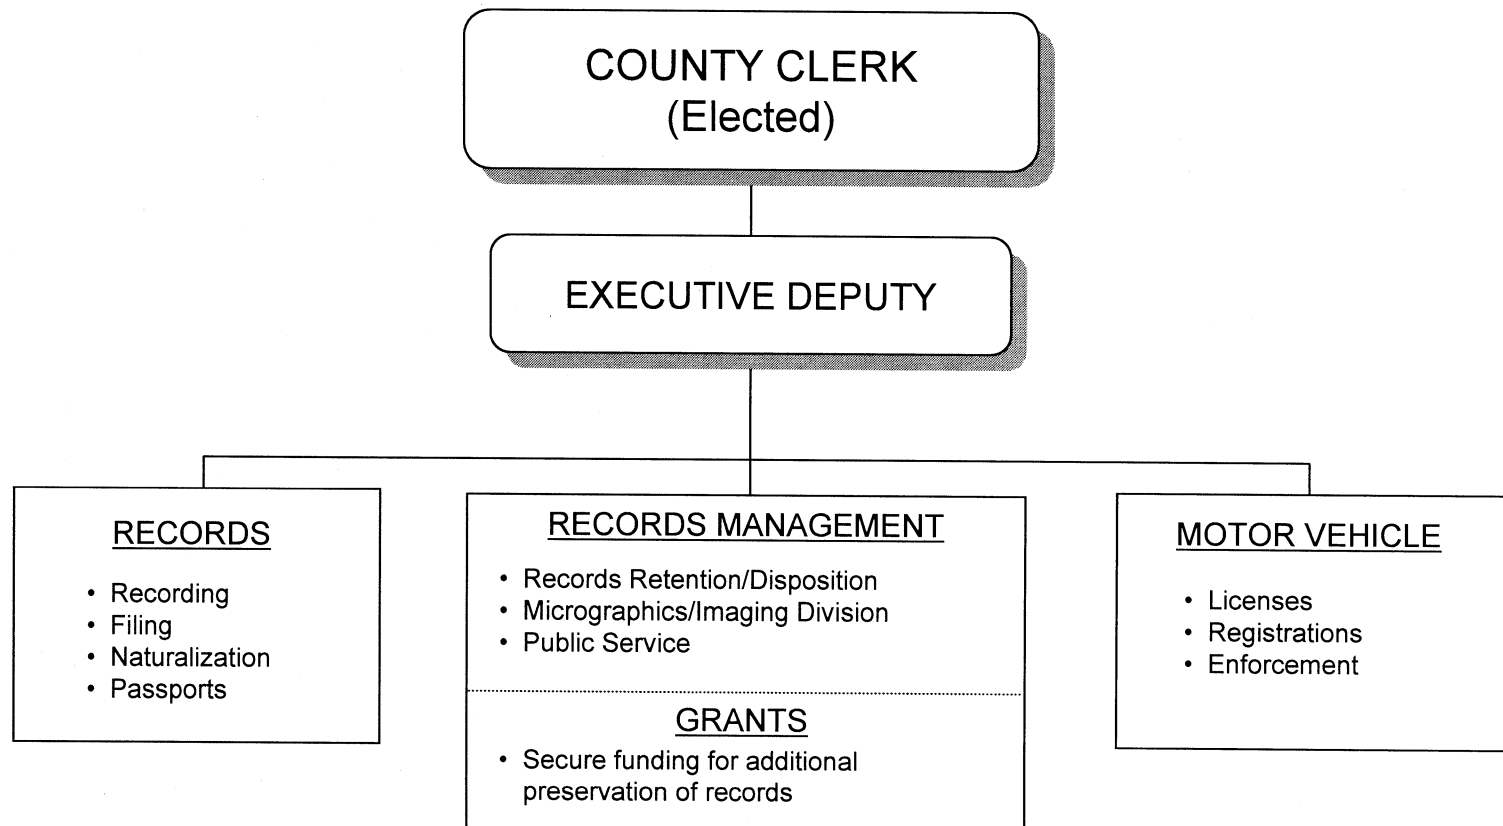 COUNTY CLERK
(Elected)
EXECUTIVE DEPUTY
RECORDS
• Recording
• Filing
• Naturalization
• Passports
RECORDS MANAGEMENT
• Records Retention/Disposition
• Micrographics/Imaging Division
• Public Service
GRANTS
• Secure funding for additional
preservation of records
MOTOR VEHICLE
• Licenses
• Registrations
• Enforcement